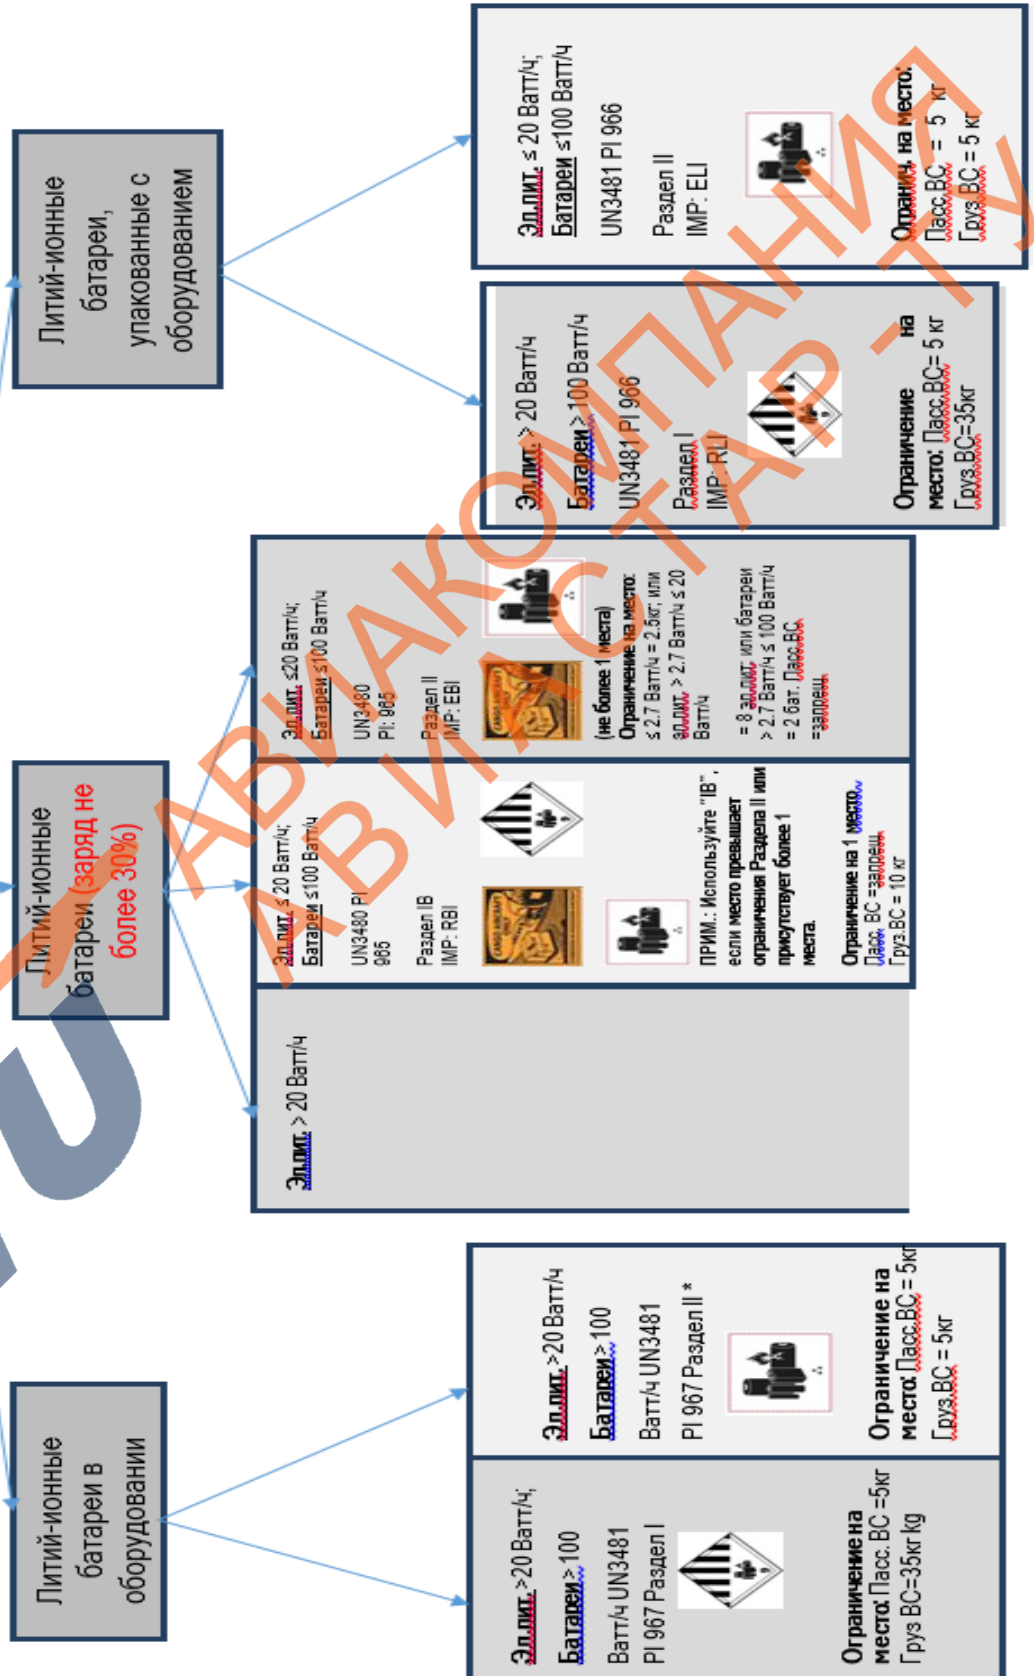 Литий-ионные
батареи в
оборудовании
Эл.пит. >20 Ватт/ч;
Батареи > 100
Ватт/ч UN3481
PI 967 Раздел I
Ограничение на
место: Пасс. ВС =5кг
Груз ВС=35кг kg
Эл.пит. >20 Ватт/ч
Батареи > 100
Ватт/ч UN3481
PI 967 Раздел II *
Ограничение на
место: Пасс.ВС = 5кг
Груз.ВС = 5кг
Литий-ионные
батареи (заряд не
более 30%)
Эл.пит. > 20 Ватт/ч
Эл.пит. ≤ 20 Ватт/ч;
Батареи ≤100 Ватт/ч
UN3480 PI
965
Раздел IB
IMP: RBI
CARGO AIRCRAFT
ПРИМ.: Используйте "IB",
если место превышает
ограничения Раздела II или
присутствует более 1
места.
Ограничение на 1 место
Пасс. ВС =запрещ.
Груз.ВС = 10 кг
Эл.пит. ≤20 Ватт/ч;
Батареи ≤100 Ватт/ч
UN3480
PI: 965
Раздел II
IMP: EBI
CARGO AIRCRAFT
(не более 1 места)
Ограничение на место:
≤ 2.7 Ватт/ч = 2.5кг; или
эл.пит. > 2.7 Ватт/ч ≤ 20
Ватт/ч
= 8 эл.пит; или батареи
> 2.7 Ватт/ч ≤ 100 Ватт/ч
= 2 бат. Пасс.ВС
=запрещ
Литий-ионные
батареи,
упакованные с
оборудованием
Эл.пит. > 20 Ватт/ч
Батареи > 100 Ватт/ч
UN3481 PI 966
Раздел I
IMP: RLI
Ограничение на
место: Пасс.ВС= 5 кг
Груз.ВС=35кг
Эл.пит. ≤ 20 Ватт/ч;
Батареи ≤100 Ватт/ч
UN3481 PI 966
Раздел II
IMP: ELI
Огранич. на место:
Пасс.ВС = 5 кг
Груз.ВС = 5 кг
АВИАКОМПАНИЯ
АВИАСТАР - ТУ